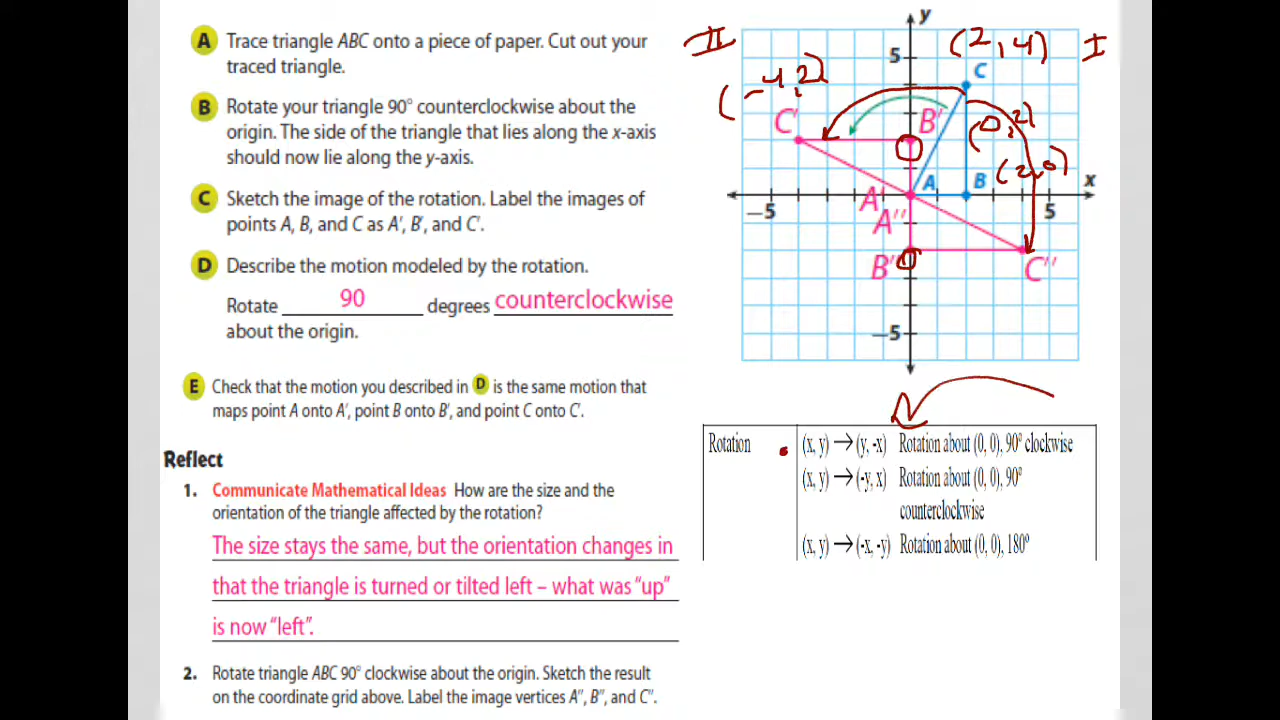 A Trace triangle ABC onto a piece of paper. Cut out your
traced triangle.
B Rotate your triangle 90° counterclockwise about the
origin. The side of the triangle that lies along the x-axis
should now lie along the y-axis.
C Sketch the image of the rotation. Label the images of
points A, B, and C as A′, B′, and C′.
D Describe the motion modeled by the rotation.
Rotate 90 degrees counterclockwise
about the origin.
E Check that the motion you described in D is the same motion that
maps point A onto A′, point B onto B′, and point C onto C′.
Reflect
1. Communicate Mathematical Ideas How are the size and the
orientation of the triangle affected by the rotation?
The size stays the same, but the orientation changes in
that the triangle is turned or tilted left – what was “up”
is now “left”.
2. Rotate triangle ABC 90° clockwise about the origin. Sketch the result
on the coordinate grid above. Label the image vertices A″, B″, and C″.
y
II
(2, 4)
I
5
C
(-4, 2)
C′
B′
(0, 2)
A
B
(2, 0)
x
-5
A′
5
A″
B″
C″
-5
Rotation
(x, y) → (y, -x) Rotation about (0, 0), 90° clockwise
(x, y) → (-y, x) Rotation about (0, 0), 90°
counterclockwise
(x, y) → (-x, -y) Rotation about (0, 0), 180°